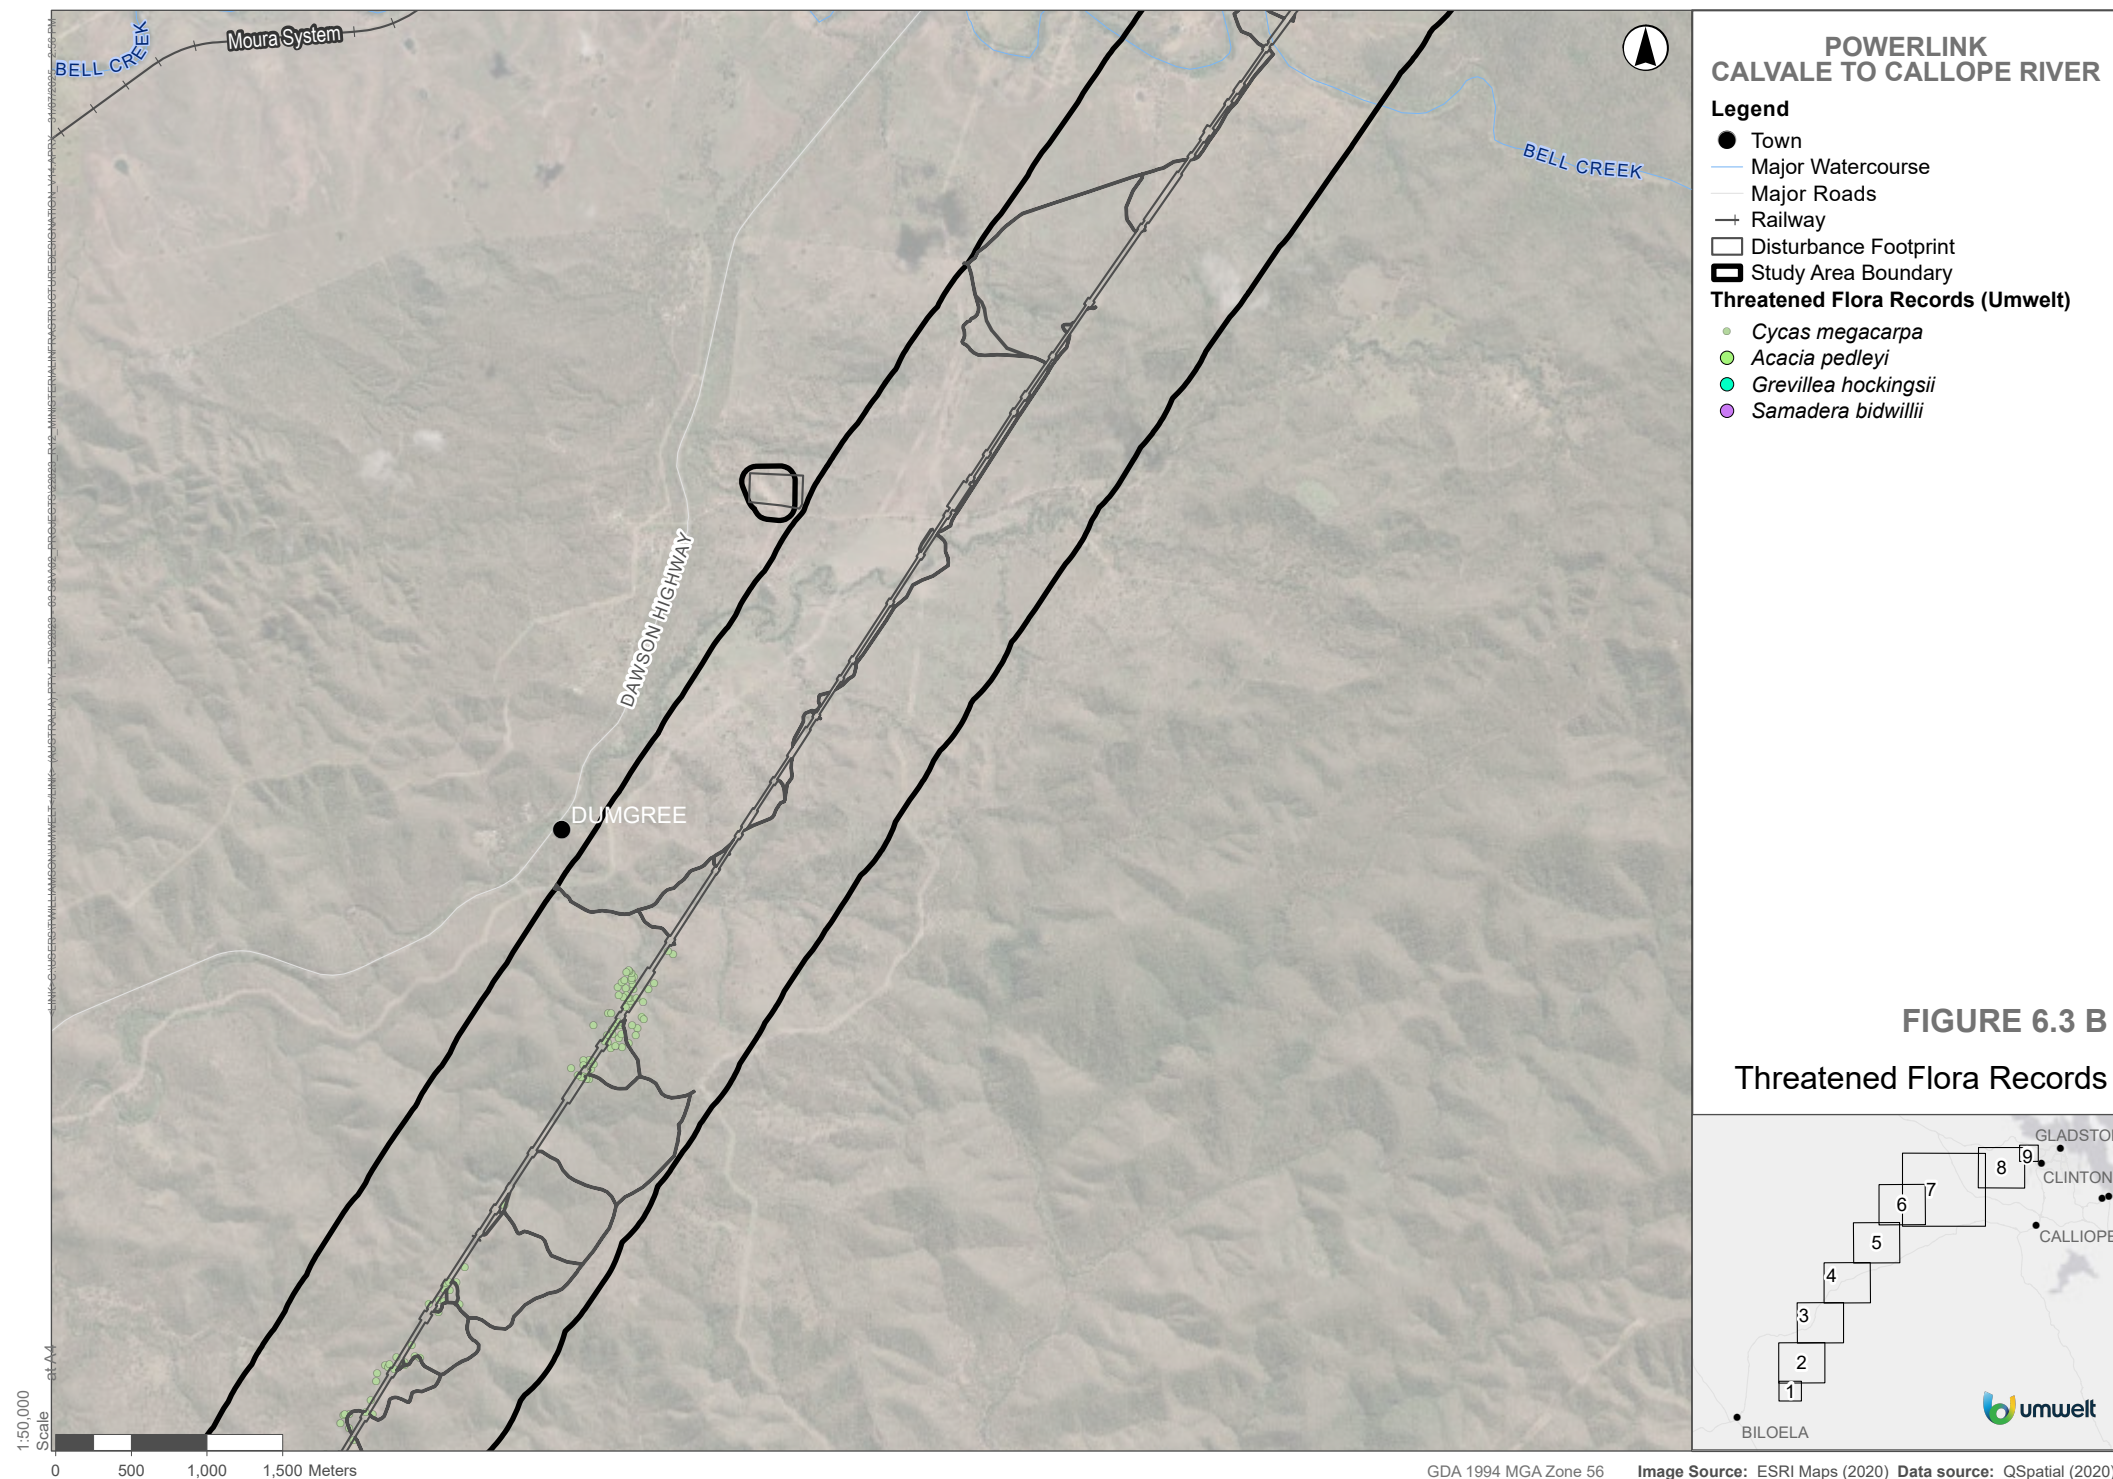 BELL CREEK
Moura System
BELL CREEK
DAWSON HIGHWAY
DUMGREE
POWERLINK
CALVALE TO CALLOPE RIVER
Legend
Town
Major Watercourse
Major Roads
Railway
Disturbance Footprint
Study Area Boundary
Threatened Flora Records (Umwelt)
Cycas megacarpa
Acacia pedleyi
Grevillea hockingsii
Samadera bidwillii
FIGURE 6.3 B
Threatened Flora Records
GLADSTO
9
8
CLINTON
7
6
5
CALLIOPE
4
3
2
1
BILOELA
umwelt
1:50,000
Scale
at A4
0 500 1,000 1,500 Meters
GDA 1994 MGA Zone 56 Image Source: ESRI Maps (2020) Data source: QSpatial (2020)